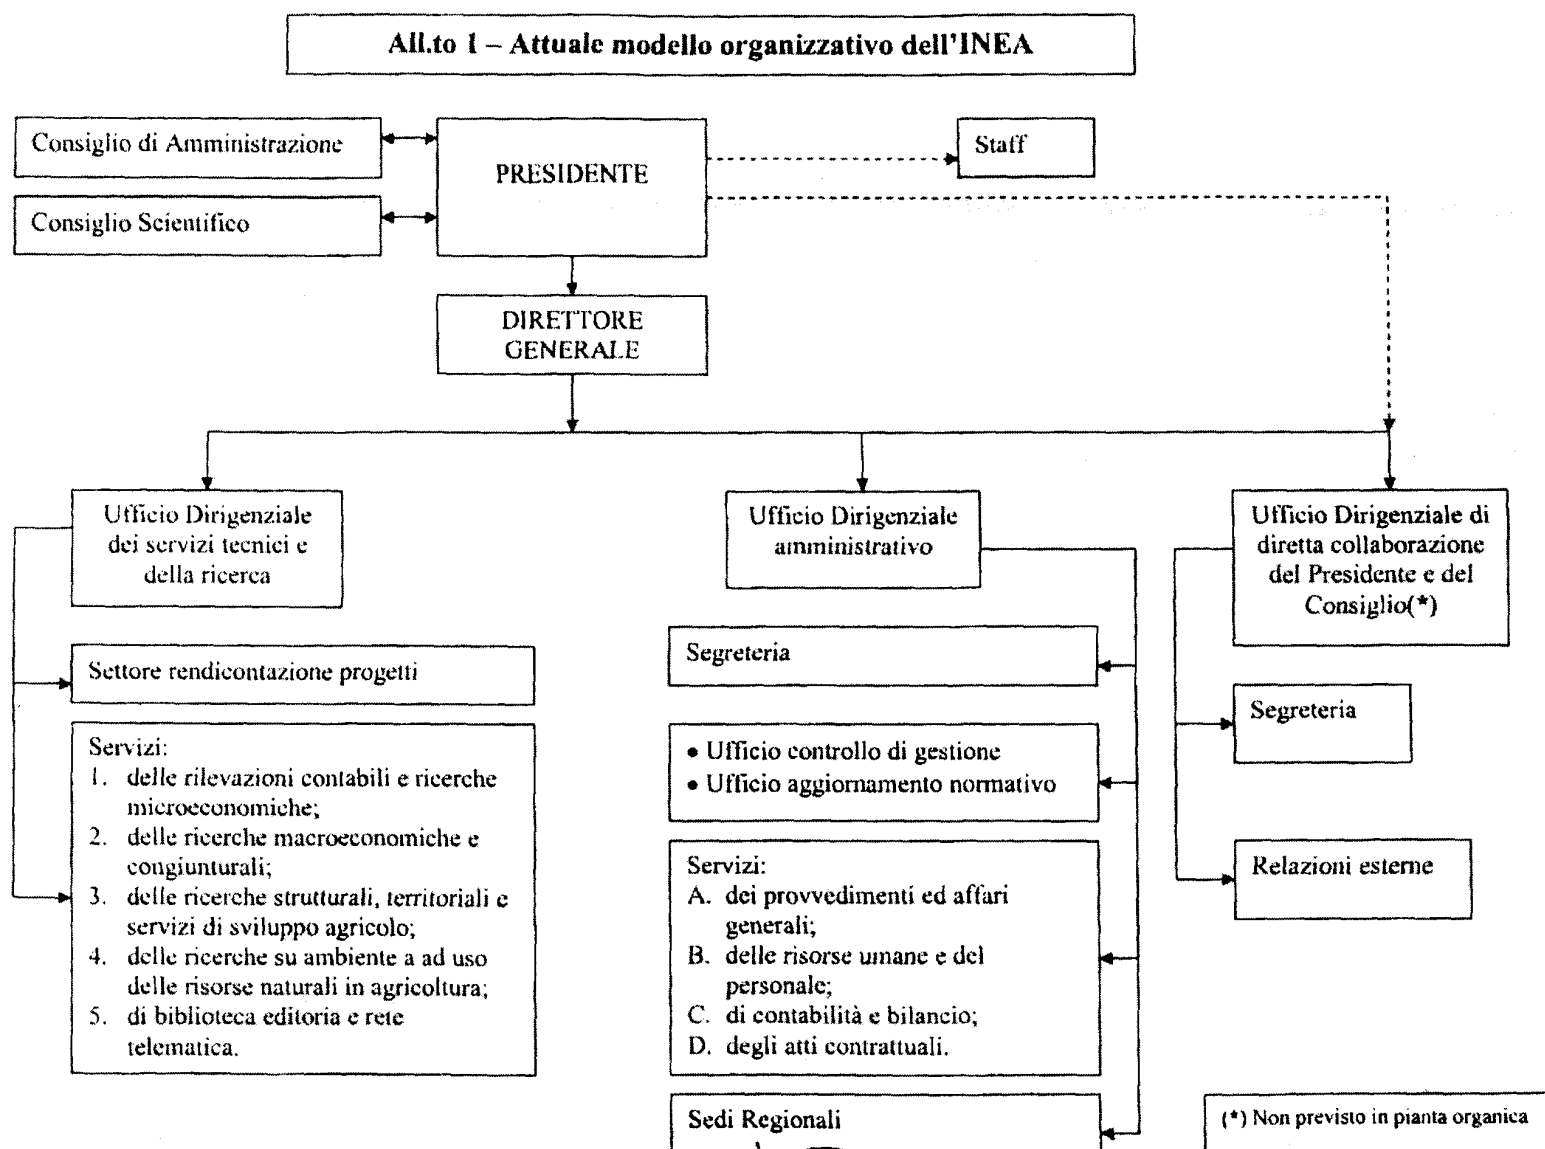 All.to 1 – Attuale modello organizzativo dell'INEA
Consiglio di Amministrazione
PRESIDENTE
Staff
Consiglio Scientifico
DIRETTORE
GENERALE
Ufficio Dirigenziale
dei servizi tecnici e
della ricerca
Ufficio Dirigenziale
amministrativo
Ufficio Dirigenziale di
diretta collaborazione
del Presidente e del
Consiglio(*)
Settore rendicontazione progetti
Servizi:
1. delle rilevazioni contabili e ricerche
microeconomiche;
2. delle ricerche macroeconomiche e
congiunturali;
3. delle ricerche strutturali, territoriali e
servizi di sviluppo agricolo;
4. delle ricerche su ambiente a ad uso
delle risorse naturali in agricoltura;
5. di biblioteca editoria e rete
telematica.
Segreteria
• Ufficio controllo di gestione
• Ufficio aggiornamento normativo
Servizi:
A. dei provvedimenti ed affari
generali;
B. delle risorse umane e del
personale;
C. di contabilità e bilancio;
D. degli atti contrattuali.
Sedi Regionali
Segreteria
Relazioni esterne
(*) Non previsto in pianta organica